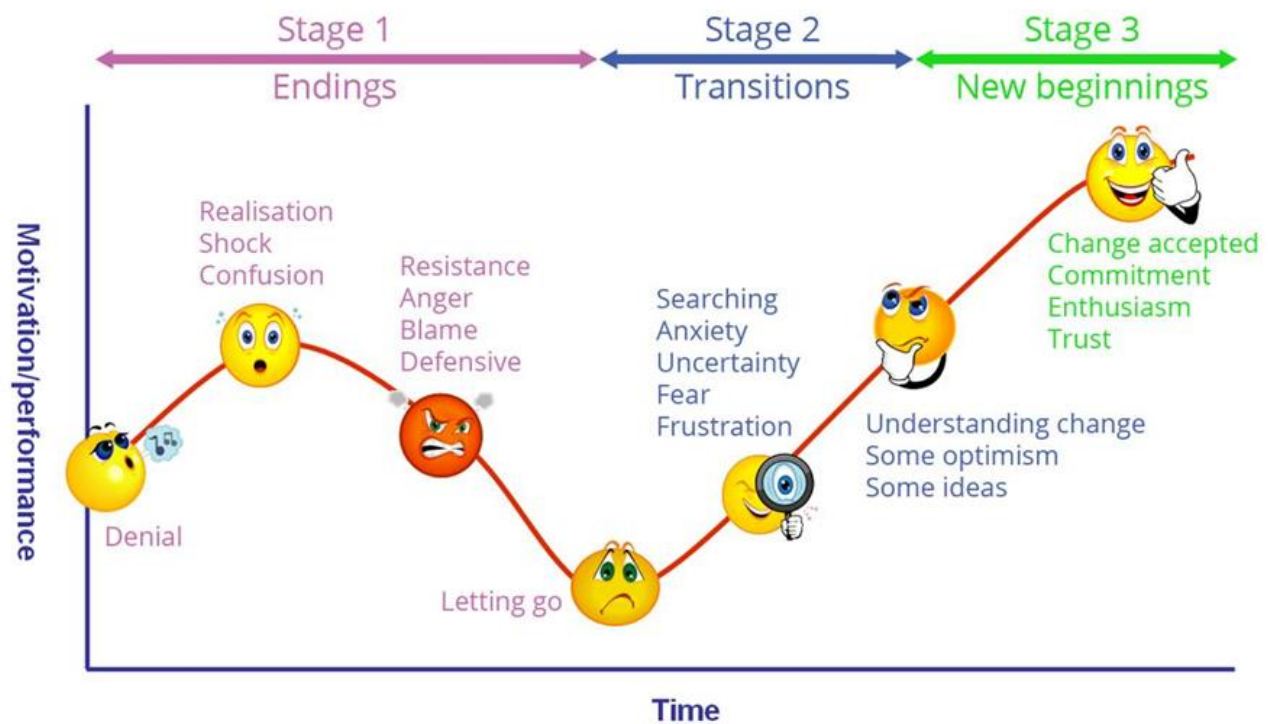 Stage 1
Endings
Stage 2
Transitions
Stage 3
New beginnings
Motivation/performance
Realisation
Shock
Confusion
Resistance
Anger
Blame
Defensive
Denial
Letting go
Searching
Anxiety
Uncertainty
Fear
Frustration
Understanding change
Some optimism
Some ideas
Change accepted
Commitment
Enthusiasm
Trust
Time